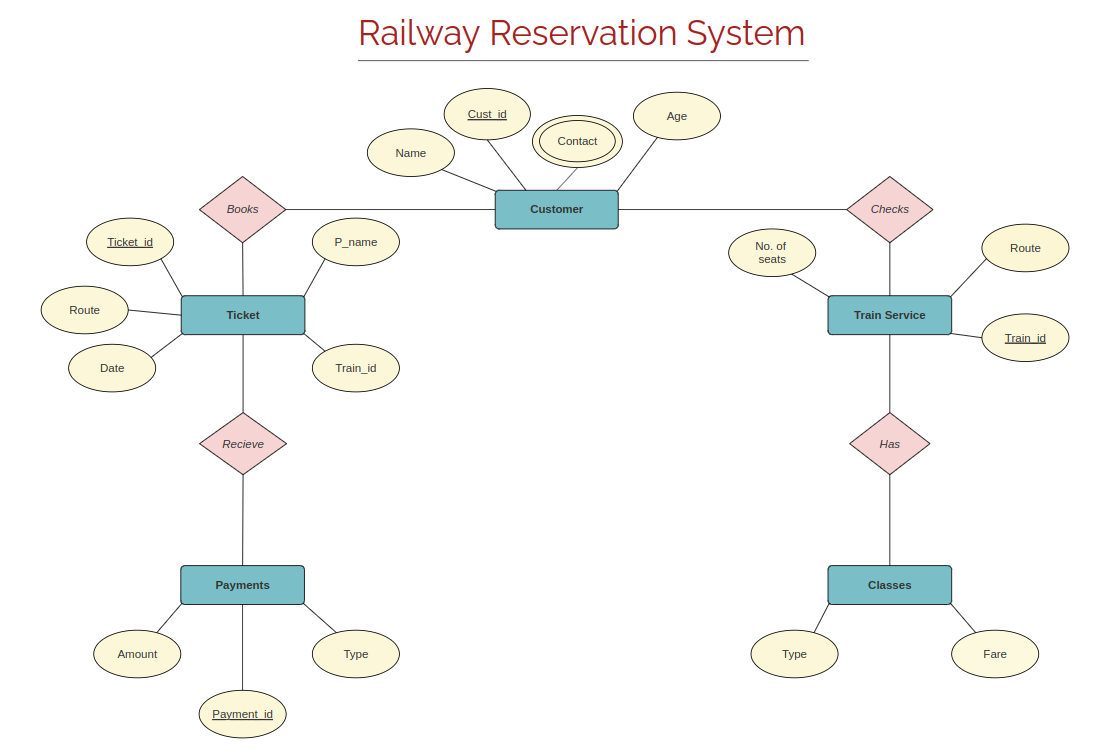 Railway Reservation System
Cust_id
Age
Contact
Name
Books
Customer
Checks
Ticket_id
P_name
No. of
seats
Route
Route
Ticket
Train Service
Train_id
Date
Train_id
Recieve
Has
Payments
Classes
Amount
Type
Type
Fare
Payment_id